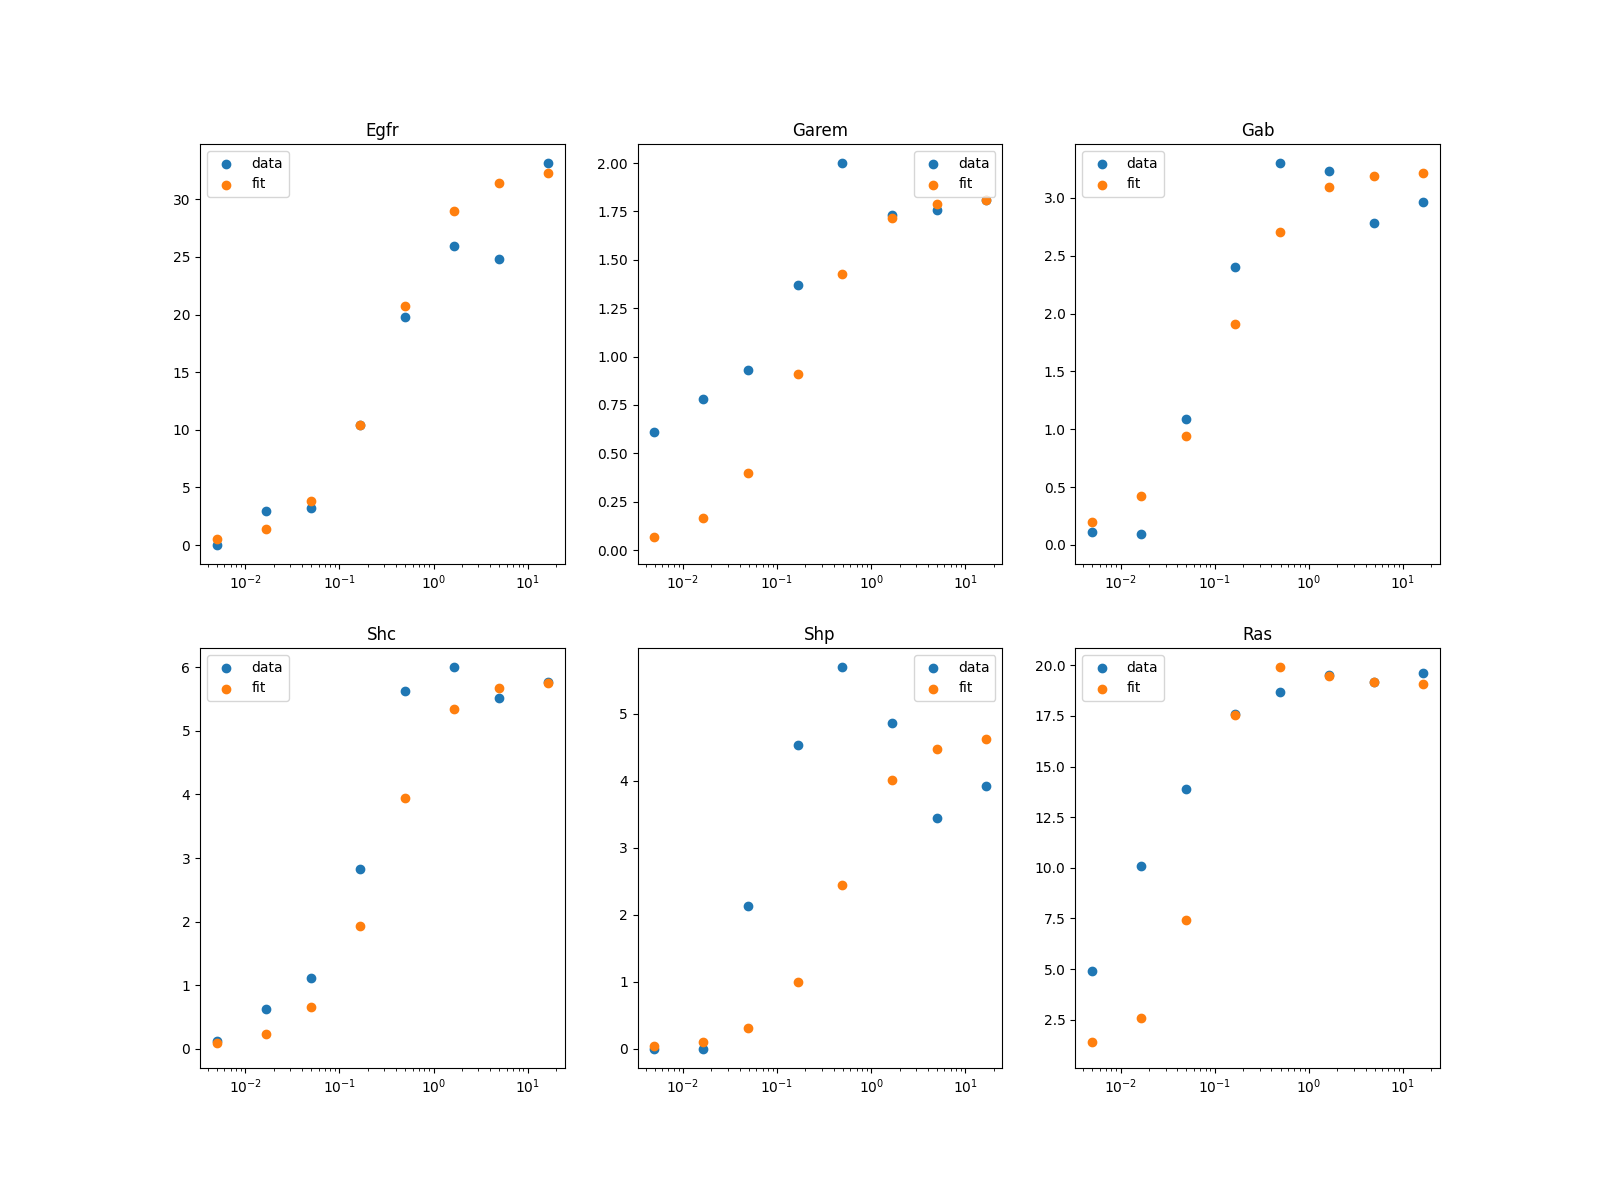 Egfr
data
fit
30
25
20
15
10
5
0
10⁻² 10⁻¹ 10⁰ 10¹
Garem
data
fit
2.00
1.75
1.50
1.25
1.00
0.75
0.50
0.25
0.00
10⁻² 10⁻¹ 10⁰ 10¹
Gab
data
fit
3.0
2.5
2.0
1.5
1.0
0.5
0.0
10⁻² 10⁻¹ 10⁰ 10¹
Shc
data
fit
6
5
4
3
2
1
0
10⁻² 10⁻¹ 10⁰ 10¹
Shp
data
fit
5
4
3
2
1
0
10⁻² 10⁻¹ 10⁰ 10¹
Ras
data
fit
20.0
17.5
15.0
12.5
10.0
7.5
5.0
2.5
10⁻² 10⁻¹ 10⁰ 10¹